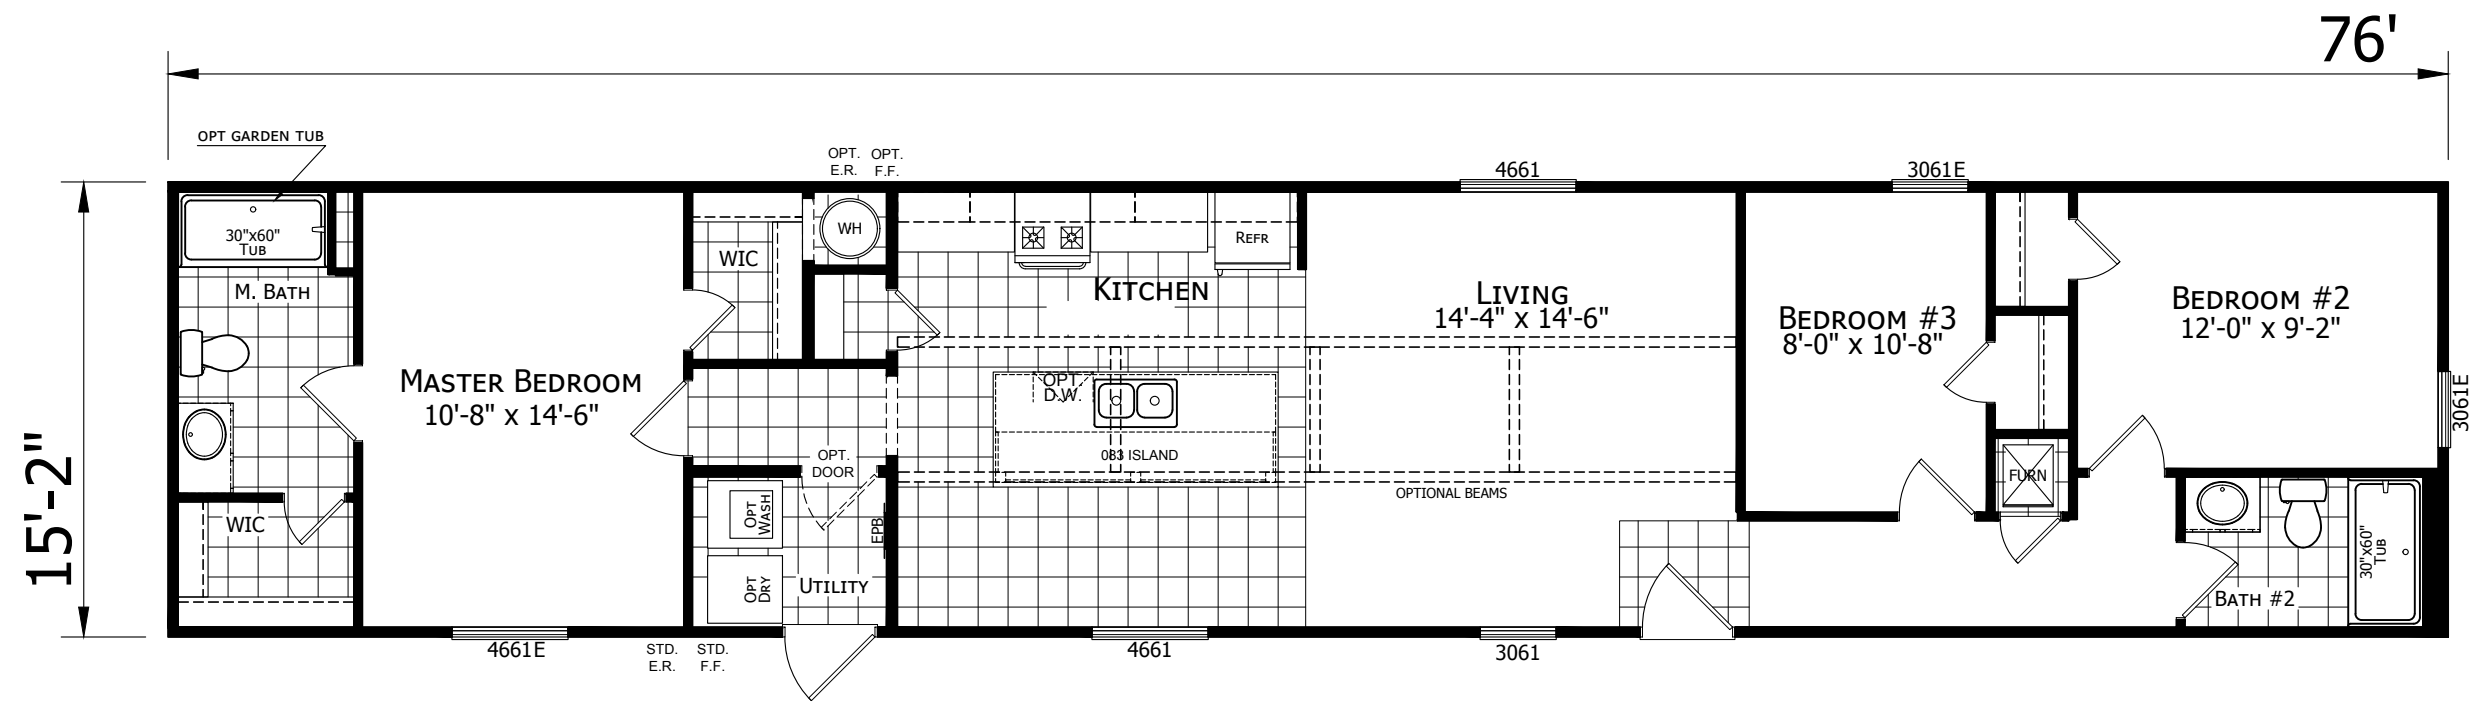 76'
OPT GARDEN TUB
OPT.
E.R.
OPT.
F.F.
4661
3061E
30"x60"
TUB
M. BATH
WIC
MASTER BEDROOM
10'-8" x 14'-6"
WIC
WH
KITCHEN
REFR
LIVING
14'-4" x 14'-6"
BEDROOM #3
8'-0" x 10'-8"
BEDROOM #2
12'-0" x 9'-2"
3061E
15'-2"
OPT.
D.W.
083 ISLAND
OPTIONAL BEAMS
OPT.
DOOR
OPT
WASH
OPT
DRY
EPB
UTILITY
FURN
BATH #2
30"x60"
TUB
4661E
STD.
E.R.
STD.
F.F.
4661
3061